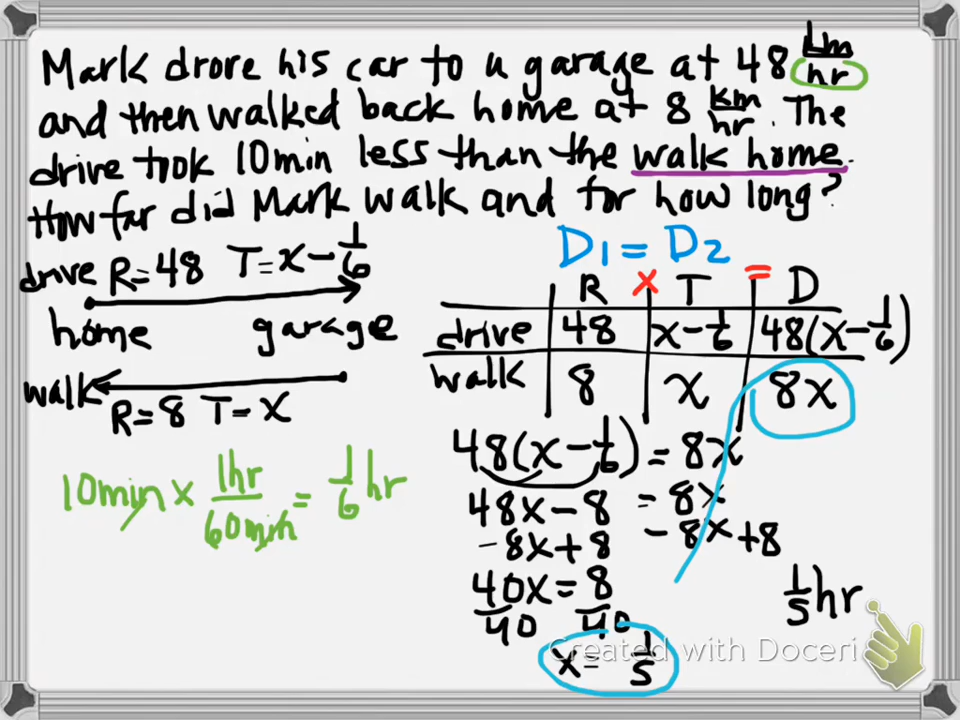 Mark drove his car to a garage at 48 km/hr
and then walked back home at 8 km/hr. The
drive took 10min less than the walk home.
How far did Mark walk and for how long?
drive R=48 T=x-1/6
home garage
walk
R=8 T=x
10min x 1hr/60min = 1/6 hr
D1 = D2
R x T = D
drive 48 x-1/6 48(x-1/6)
walk 8 x 8x
48(x-1/6) = 8x
48x-8 = 8x
-8x+8 -8x+8
40x = 8
/40 /40
x= 1/5
1/5 hr
Created with Doceri